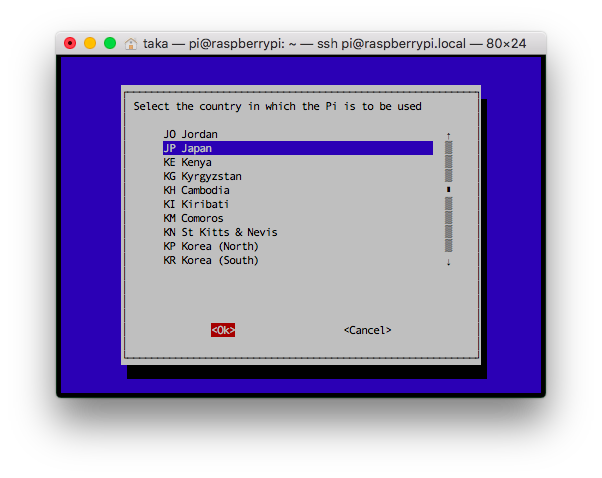 taka — pi@raspberrypi: ~ — ssh pi@raspberrypi.local — 80×24
Select the country in which the Pi is to be used
JO Jordan
JP Japan
KE Kenya
KG Kyrgyzstan
KH Cambodia
KI Kiribati
KM Comoros
KN St Kitts & Nevis
KP Korea (North)
KR Korea (South)
<Ok> <Cancel>